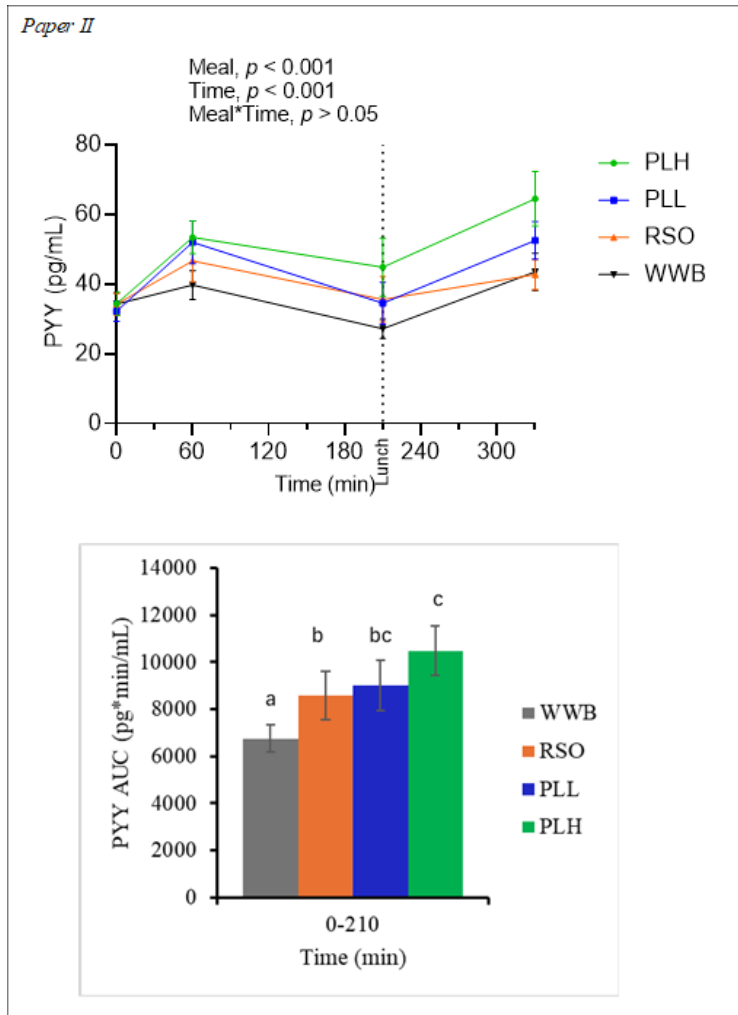 Paper II
Meal, p < 0.001
Time, p < 0.001
Meal*Time, p > 0.05
80
60
40
20
0
PYY (pg/mL)
0
60
120
180
240
300
Lunch
Time (min)
PLH
PLL
RSO
WWB
14000
12000
10000
8000
6000
4000
2000
0
PYY AUC (pg*min/mL)
a
b
bc
c
0-210
Time (min)
WWB
RSO
PLL
PLH